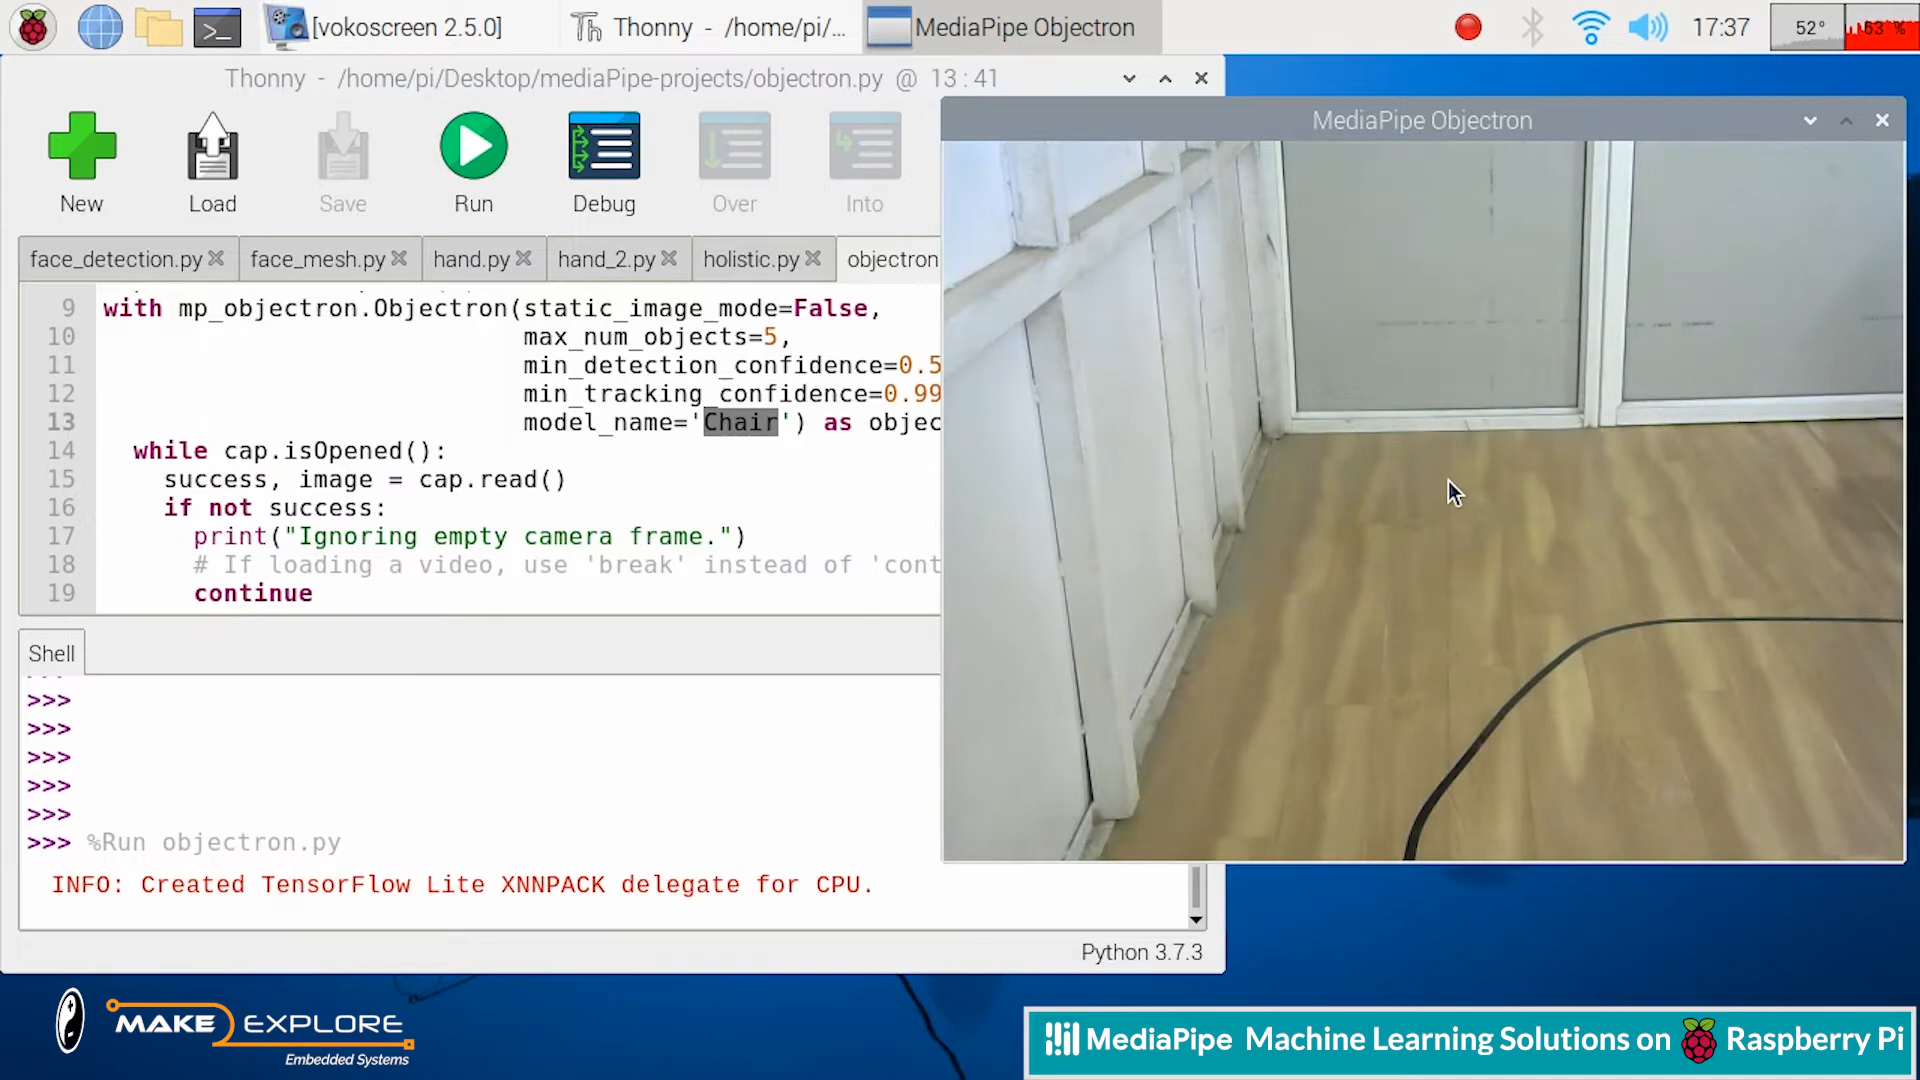 [vokoscreen 2.5.0]
Thonny - /home/pi/...
MediaPipe Objectron
17:37
52°
53 %
Thonny - /home/pi/Desktop/mediaPipe-projects/objectron.py @ 13:41
MediaPipe Objectron
New
Load
Save
Run
Debug
Over
Into
face_detection.py
face_mesh.py
hand.py
hand_2.py
holistic.py
objectron
9 with mp_objectron.Objectron(static_image_mode=False,
10 max_num_objects=5,
11 min_detection_confidence=0.5
12 min_tracking_confidence=0.99
13 model_name='Chair') as objec
14 while cap.isOpened():
15 success, image = cap.read()
16 if not success:
17 print("Ignoring empty camera frame.")
18 # If loading a video, use 'break' instead of 'cont
19 continue
Shell
>>>
>>>
>>>
>>>
>>>
>>> %Run objectron.py
INFO: Created TensorFlow Lite XNNPACK delegate for CPU.
Python 3.7.3
MAKE EXPLORE
Embedded Systems
MediaPipe Machine Learning Solutions on Raspberry Pi